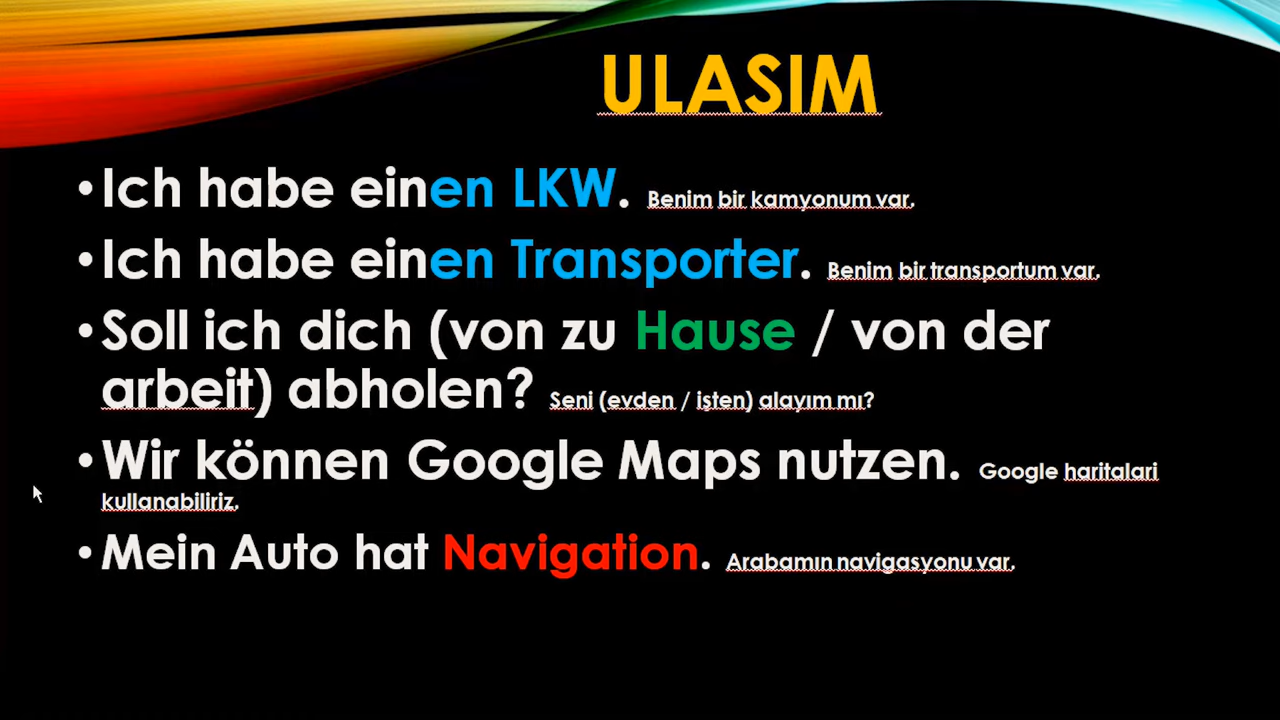 ULASIM
• Ich habe einen LKW. Benim bir kamyonum var.
• Ich habe einen Transporter. Benim bir transportum var.
• Soll ich dich (von zu Hause / von der
arbeit) abholen? Seni (evden / işten) alayım mı?
• Wir können Google Maps nutzen. Google haritalari
kullanabiliriz.
• Mein Auto hat Navigation. Arabamın navigasyonu var.